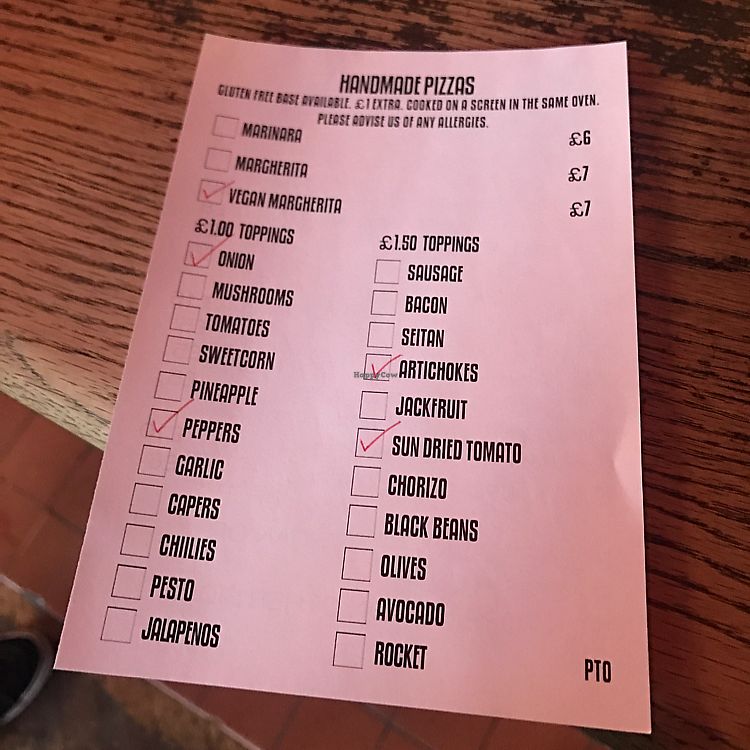 HANDMADE PIZZAS
GLUTEN FREE BASE AVAILABLE. £1 EXTRA. COOKED ON A SCREEN IN THE SAME OVEN.
PLEASE ADVISE US OF ANY ALLERGIES.
MARINARA £6
MARGHERITA £7
VEGAN MARGHERITA £7
£1.00 TOPPINGS
ONION
MUSHROOMS
TOMATOES
SWEETCORN
PINEAPPLE
PEPPERS
GARLIC
CAPERS
CHIILIES
PESTO
JALAPENOS
£1.50 TOPPINGS
SAUSAGE
BACON
SEITAN
ARTICHOKES
JACKFRUIT
SUN DRIED TOMATO
CHORIZO
BLACK BEANS
OLIVES
AVOCADO
ROCKET
PTO
HappyCow